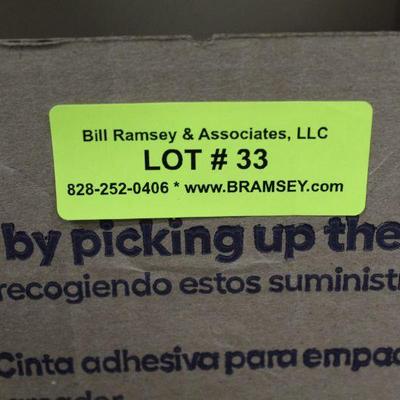 Bill Ramsey & Associates, LLC
LOT # 33
828-252-0406 * www.BRAMSEY.com
by picking up the
recogiendo estos suminist
Cinta adhesiva para empa